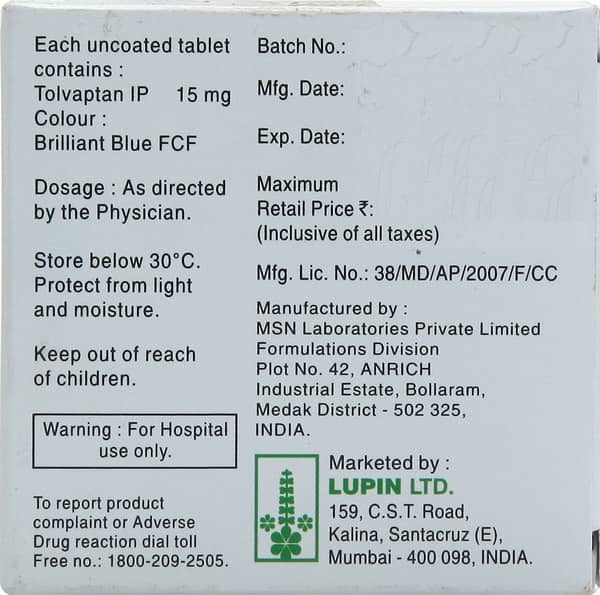 Each uncoated tablet
contains :
Tolvaptan IP 15 mg
Colour :
Brilliant Blue FCF
Dosage : As directed
by the Physician.
Store below 30°C.
Protect from light
and moisture.
Keep out of reach
of children.
Warning : For Hospital
use only.
To report product
complaint or Adverse
Drug reaction dial toll
Free no.: 1800-209-2505.
Batch No.:
Mfg. Date:
Exp. Date:
Maximum
Retail Price ₹:
(Inclusive of all taxes)
Mfg. Lic. No.: 38/MD/AP/2007/F/CC
Manufactured by :
MSN Laboratories Private Limited
Formulations Division
Plot No. 42, ANRICH
Industrial Estate, Bollaram,
Medak District - 502 325,
INDIA.
Marketed by :
LUPIN LTD.
159, C.S.T. Road,
Kalina, Santacruz (E),
Mumbai - 400 098, INDIA.